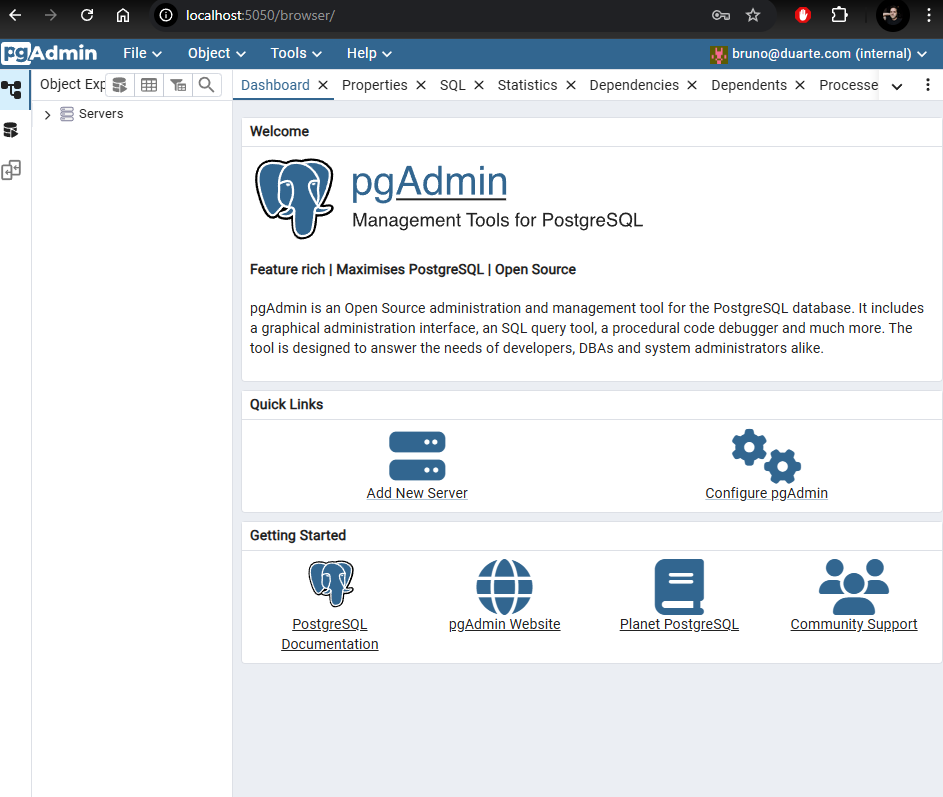 localhost:5050/browser/
pgAdmin File Object Tools Help bruno@duarte.com (internal)
Object Exp Dashboard Properties SQL Statistics Dependencies Dependents Processe
Servers
Welcome
pgAdmin
Management Tools for PostgreSQL
Feature rich | Maximises PostgreSQL | Open Source
pgAdmin is an Open Source administration and management tool for the PostgreSQL database. It includes
a graphical administration interface, an SQL query tool, a procedural code debugger and much more. The
tool is designed to answer the needs of developers, DBAs and system administrators alike.
Quick Links
Add New Server Configure pgAdmin
Getting Started
PostgreSQL
Documentation
pgAdmin Website
Planet PostgreSQL
Community Support